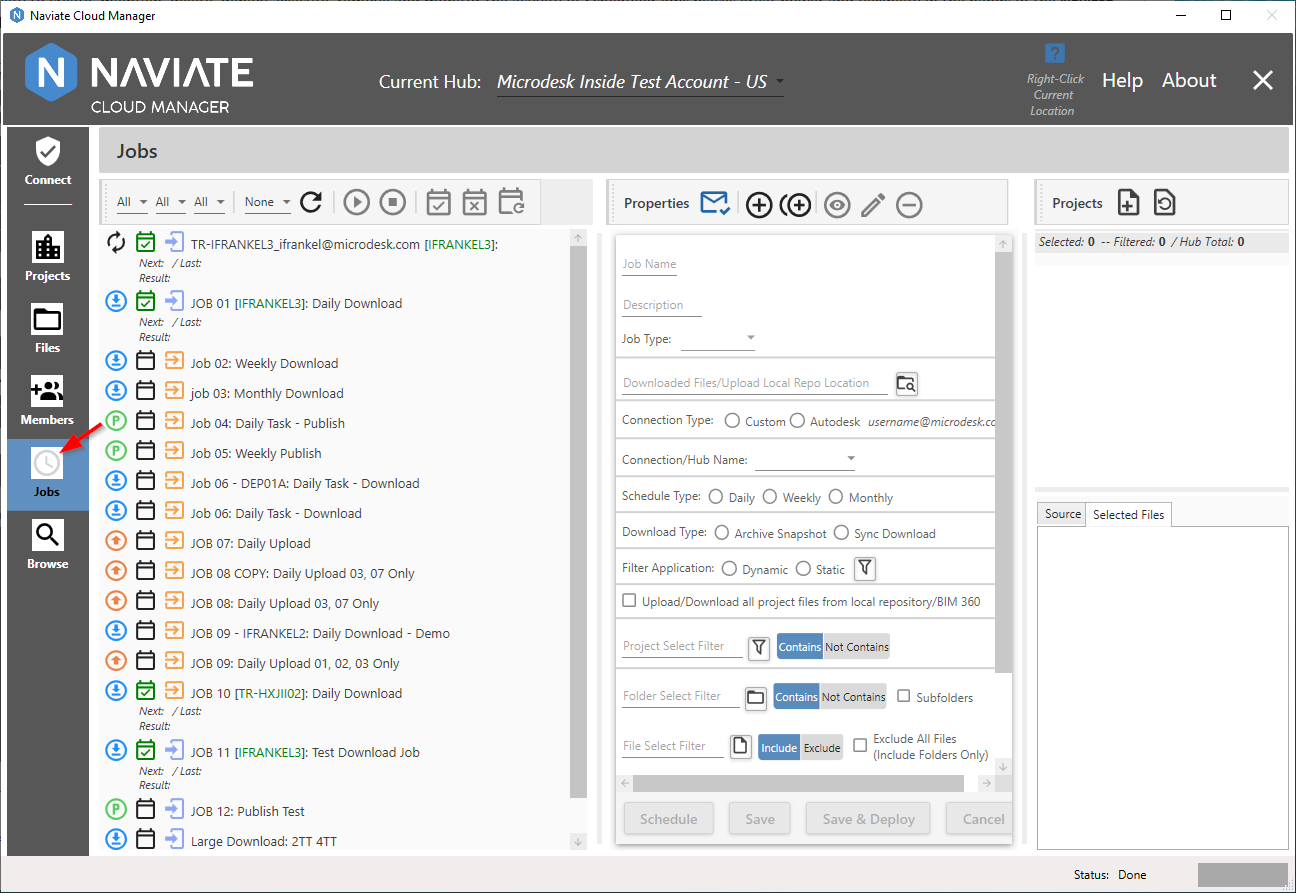 Naviate Cloud Manager
NAVIATE
CLOUD MANAGER
Current Hub: Microdesk Inside Test Account - US
?
Right-Click
Current
Location
Help
About
Connect
Projects
Files
Members
Jobs
Browse
Jobs
All All All None
TR-IFRANKEL3_ifrankel@microdesk.com [IFRANKEL3]:
Next: / Last:
Result:
JOB 01 [IFRANKEL3]: Daily Download
Next: / Last:
Result:
Job 02: Weekly Download
job 03: Monthly Download
P Job 04: Daily Task - Publish
P Job 05: Weekly Publish
Job 06 - DEP01A: Daily Task - Download
Job 06: Daily Task - Download
JOB 07: Daily Upload
JOB 08 COPY: Daily Upload 03, 07 Only
JOB 08: Daily Upload 03, 07 Only
JOB 09 - IFRANKEL2: Daily Download - Demo
JOB 09: Daily Upload 01, 02, 03 Only
JOB 10 [TR-HXJII02]: Daily Download
Next: / Last:
Result:
JOB 11 [IFRANKEL3]: Test Download Job
Next: / Last:
Result:
P JOB 12: Publish Test
Large Download: 2TT 4TT
Properties
Job Name
Description
Job Type:
Downloaded Files/Upload Local Repo Location
Connection Type: Custom Autodesk username@microdesk.co
Connection/Hub Name:
Schedule Type: Daily Weekly Monthly
Download Type: Archive Snapshot Sync Download
Filter Application: Dynamic Static
Upload/Download all project files from local repository/BIM 360
Project Select Filter Contains Not Contains
Folder Select Filter Contains Not Contains Subfolders
File Select Filter Include Exclude Exclude All Files
(Include Folders Only)
Schedule Save Save & Deploy Cancel
Projects
Selected: 0 -- Filtered: 0 / Hub Total: 0
Source Selected Files
Status: Done